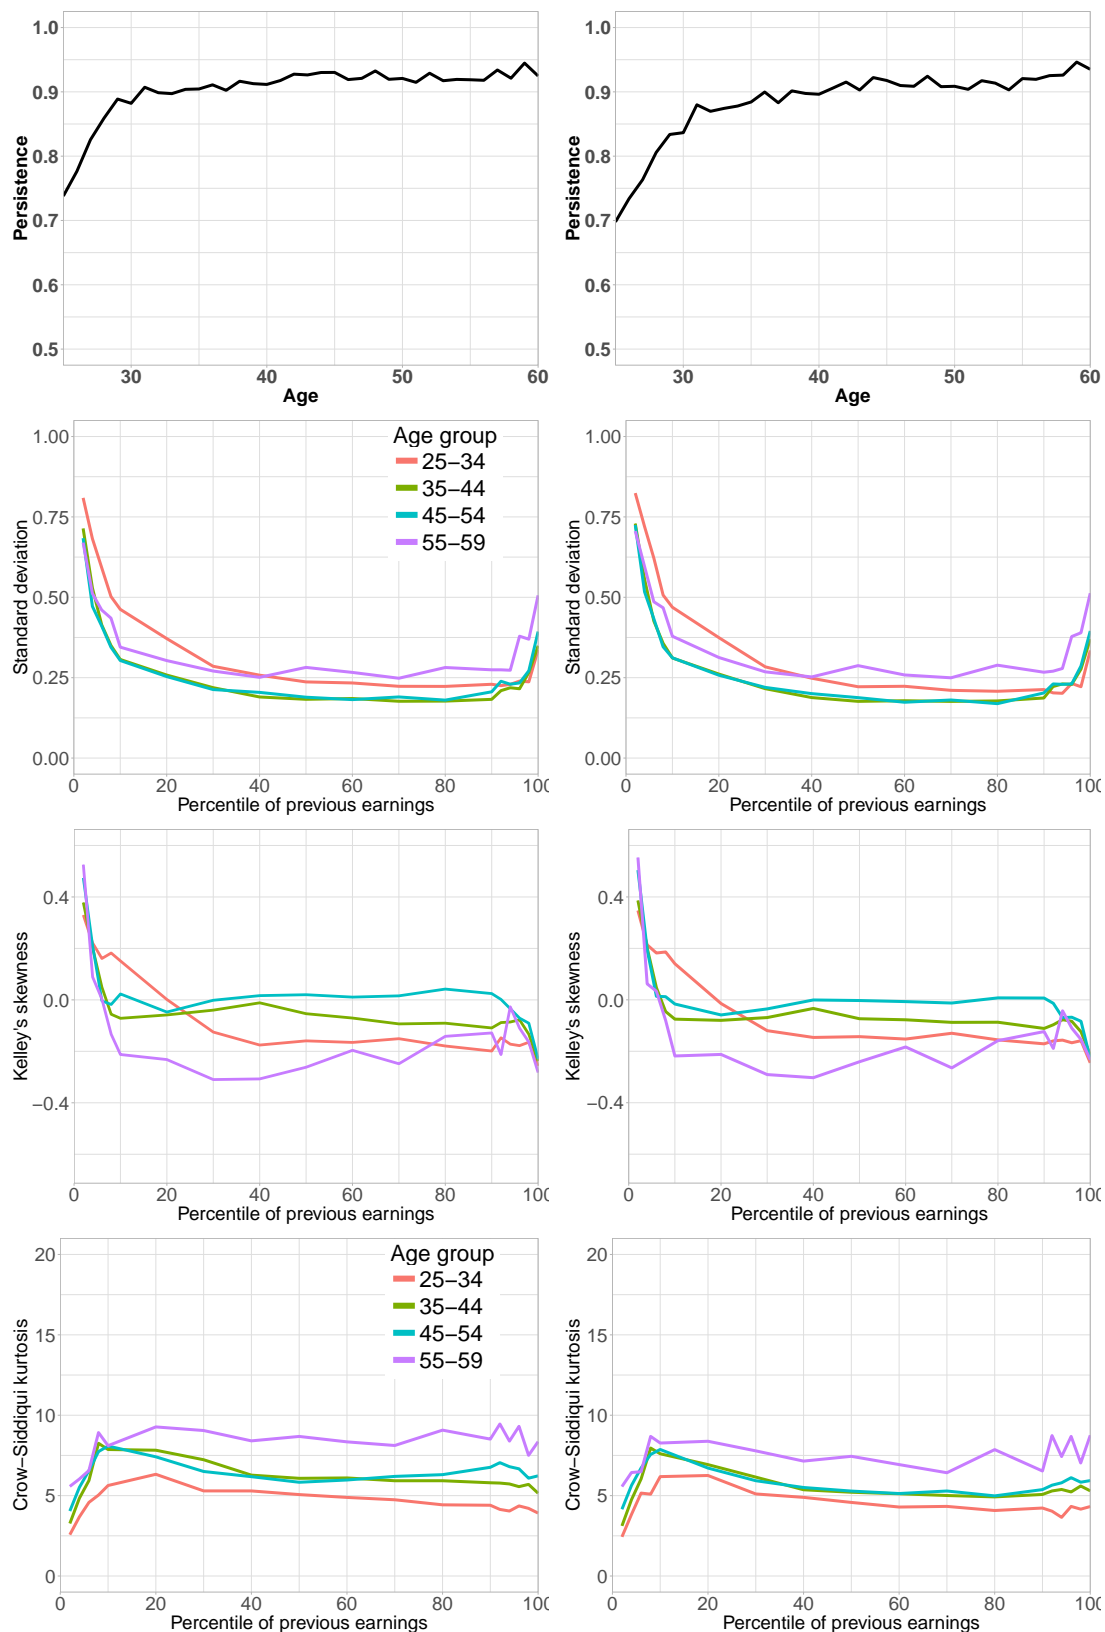 1.0
0.9
0.8
0.7
0.6
0.5
Persistence
30 40 50 60
Age
1.0
0.9
0.8
0.7
0.6
0.5
Persistence
30 40 50 60
Age
1.00
0.75
0.50
0.25
0.00
Standard deviation
Age group
25−34
35−44
45−54
55−59
0 20 40 60 80 100
Percentile of previous earnings
1.00
0.75
0.50
0.25
0.00
Standard deviation
0 20 40 60 80 100
Percentile of previous earnings
0.4
0.0
−0.4
Kelley's skewness
0 20 40 60 80 100
Percentile of previous earnings
0.4
0.0
−0.4
Kelley's skewness
0 20 40 60 80 100
Percentile of previous earnings
20
15
10
5
0
Crow−Siddiqui kurtosis
Age group
25−34
35−44
45−54
55−59
0 20 40 60 80 100
Percentile of previous earnings
20
15
10
5
0
Crow−Siddiqui kurtosis
0 20 40 60 80 100
Percentile of previous earnings